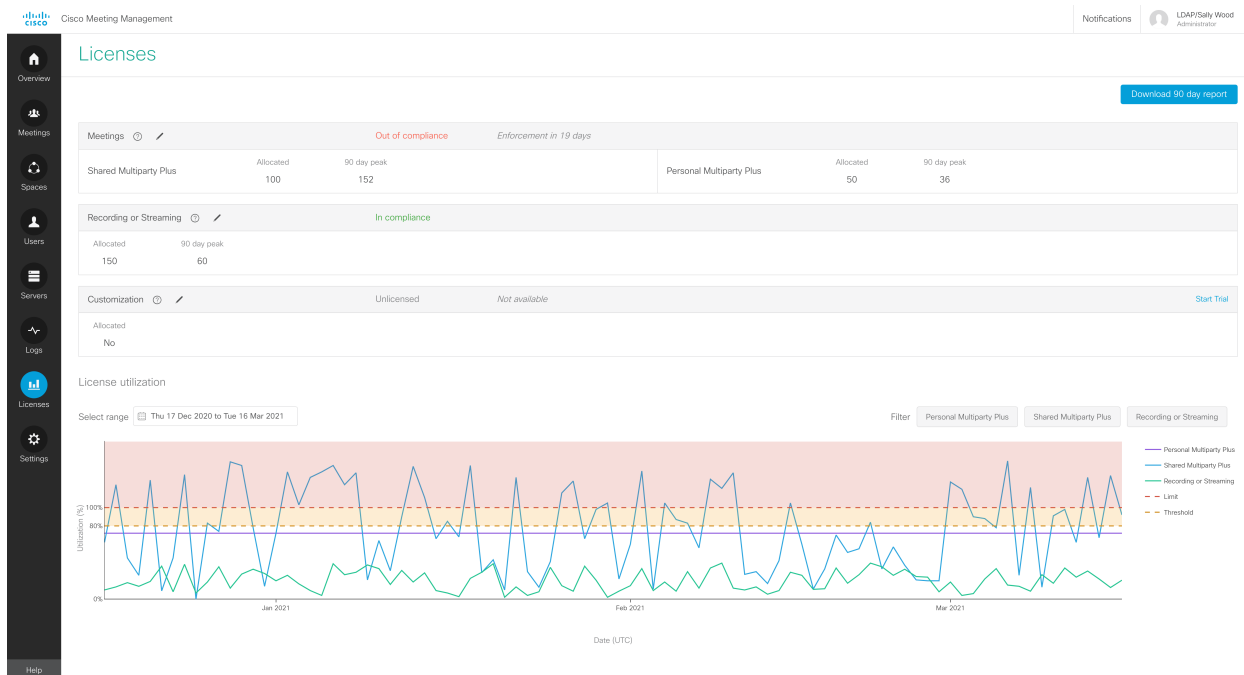 cisco
Cisco Meeting Management
Notifications
LDAP/Sally Wood
Administrator
Overview
Meetings
Spaces
Users
Servers
Logs
Licenses
Settings
Help
Licenses
Download 90 day report
Meetings
Out of compliance
Enforcement in 19 days
Shared Multiparty Plus
Allocated
90 day peak
100
152
Personal Multiparty Plus
Allocated
90 day peak
50
36
Recording or Streaming
In compliance
Allocated
90 day peak
150
60
Customization
Unlicensed
Not available
Start Trial
Allocated
No
License utilization
Select range
Thu 17 Dec 2020 to Tue 16 Mar 2021
Filter
Personal Multiparty Plus
Shared Multiparty Plus
Recording or Streaming
Utilization (%)
100%
80%
0%
Jan 2021
Feb 2021
Mar 2021
Date (UTC)
Personal Multiparty Plus
Shared Multiparty Plus
Recording or Streaming
Limit
Threshold